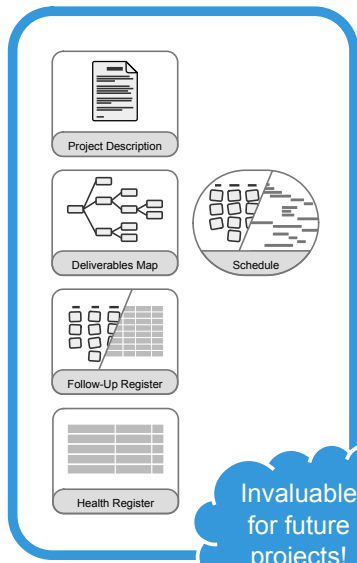 Project Description
Deliverables Map
Schedule
Follow-Up Register
Health Register
Invaluable
for future
projects!